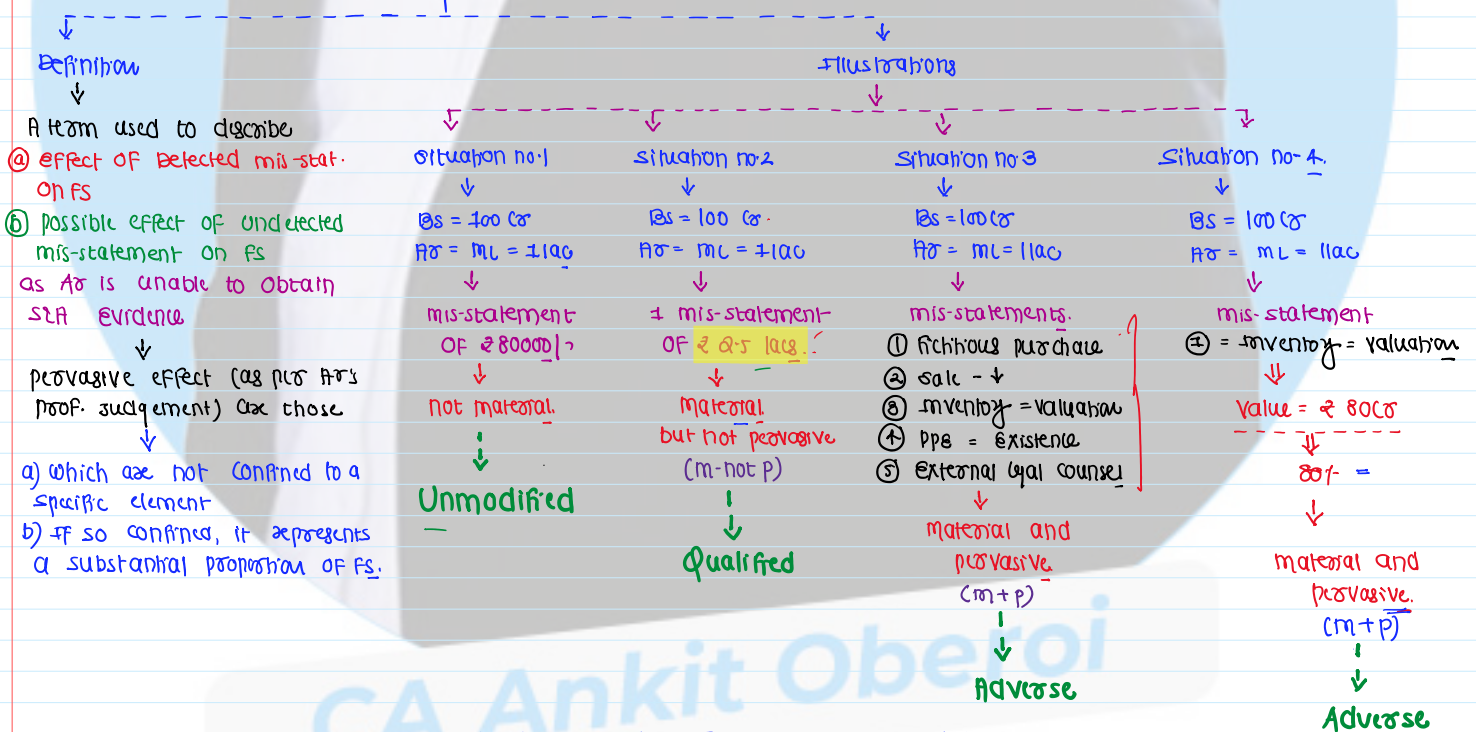 Definition
A term used to describe
ⓐ effect of Detected mis-stat.
on FS
ⓑ possible effect of undetected
mis-statement on fs
as Ar is unable to obtain
S&A Evidence
pervasive effect (as per Ar's
prof. judgement) are those
a) which are not confined to a
specific element
b) If so confined, it represents
a substantial proportion of FS.
Illustrations
situation no.1
BS = 100 Cr
Ar = ML = 1 lac
mis-statement
of ₹ 80000/-
not material.
Unmodified
Situation no.2
BS = 100 Cr.
Ar = ML = 1 lac
1 mis-statement
of ₹ 2.5 lacs.
Material
but not pervasive
(m-not p)
Qualified
Situation no.3
BS = 100 Cr
Ar = ML = 1 lac
mis-statements.
① fictitious purchase
② sale - ↓
③ Inventory = valuation
④ PPE = Existence
⑤ External legal counsel
material and
pervasive
(m+p)
Adverse
Situation no-4.
BS = 100 Cr
Ar = ML = 1 lac
mis-statement
① = Inventory = valuation
value = ₹ 80 Cr
80% =
material and
pervasive.
(m+p)
Adverse
CA Ankit Oberoi